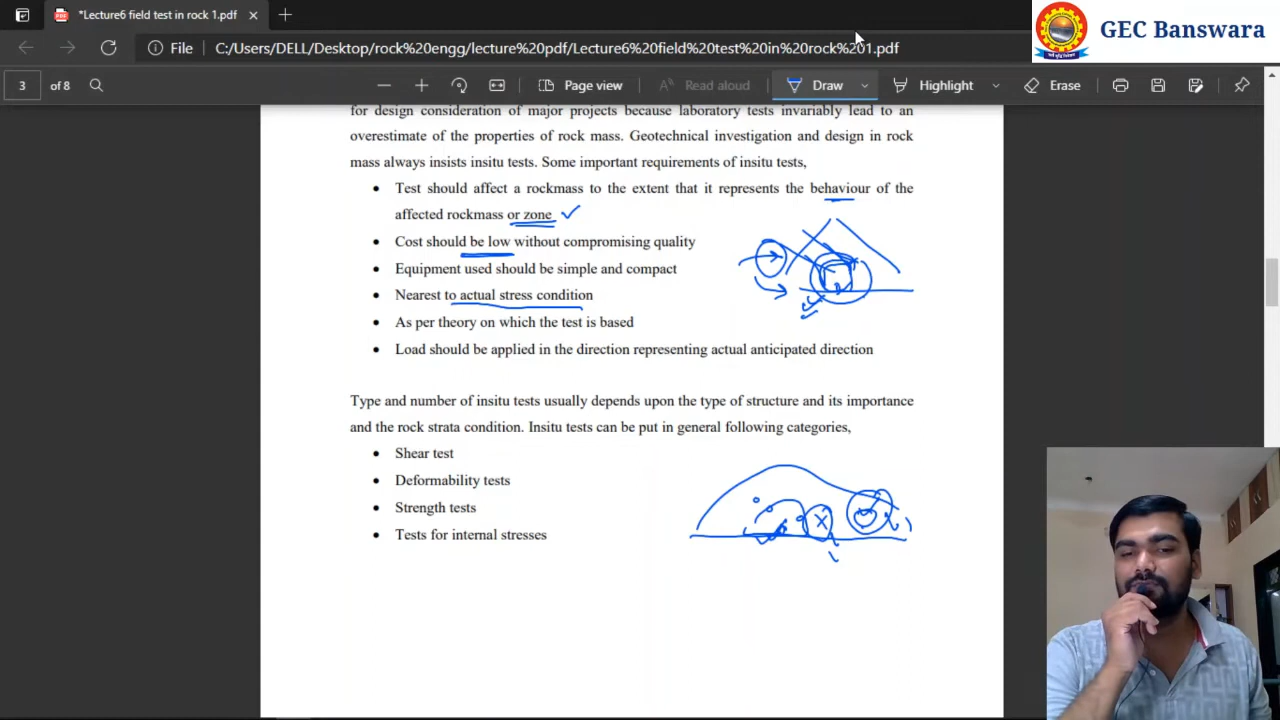 *Lecture6 field test in rock 1.pdf
GEC Banswara
File C:/Users/DELL/Desktop/rock%20engg/lecture%20pdf/Lecture6%20field%20test%20in%20rock%201.pdf
3 of 8 Page view Read aloud Draw Highlight Erase
for design consideration of major projects because laboratory tests invariably lead to an
overestimate of the properties of rock mass. Geotechnical investigation and design in rock
mass always insists insitu tests. Some important requirements of insitu tests,
• Test should affect a rockmass to the extent that it represents the behaviour of the
affected rockmass or zone
• Cost should be low without compromising quality
• Equipment used should be simple and compact
• Nearest to actual stress condition
• As per theory on which the test is based
• Load should be applied in the direction representing actual anticipated direction
Type and number of insitu tests usually depends upon the type of structure and its importance
and the rock strata condition. Insitu tests can be put in general following categories,
• Shear test
• Deformability tests
• Strength tests
• Tests for internal stresses